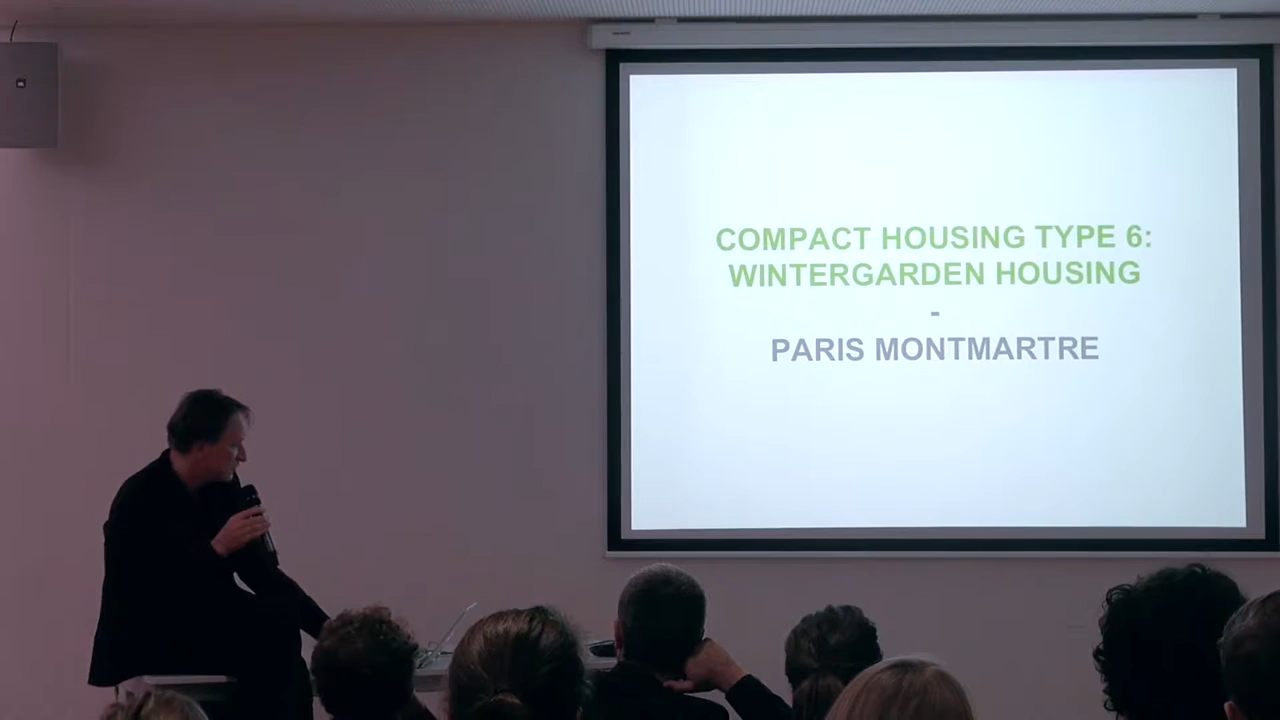 COMPACT HOUSING TYPE 6:
WINTERGARDEN HOUSING
-
PARIS MONTMARTRE